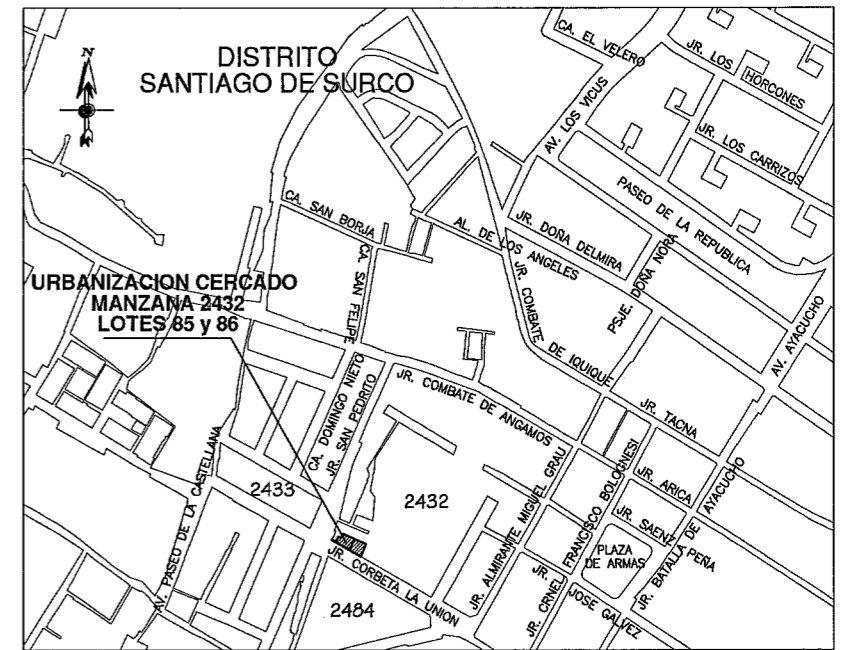 N
DISTRITO
SANTIAGO DE SURCO
CA. EL VELERO
JR. LOS HORCONES
AV. LOS VICUS
JR. LOS CARRIZOS
PASEO DE LA REPUBLICA
CA. SAN BORJA
AL. DE LOS ANGELES
JR. DOÑA DELMIRA
PSJE. DOÑA NORA
CA. SAN FELIPE
JR. COMBATE DE IQUIQUE
AV. AYACUCHO
URBANIZACION CERCADO
MANZANA 2432
LOTES 85 y 86
CA. DOMINGO NIETO
JR. SAN PEDRITO
JR. COMBATE DE ANGAMOS
JR. TACNA
AV. PASEO DE LA CASTELLANA
2433
2432
JR. ALMIRANTE MIGUEL GRAU
JR. CRNEL FRANCISCO BOLOGNESI
JR. ARICA
JR. SAENZ PEÑA
JR. BATALLA DE AYACUCHO
PLAZA
DE ARMAS
JR. JOSE GALVEZ
JR. CORBETA LA UNION
2484